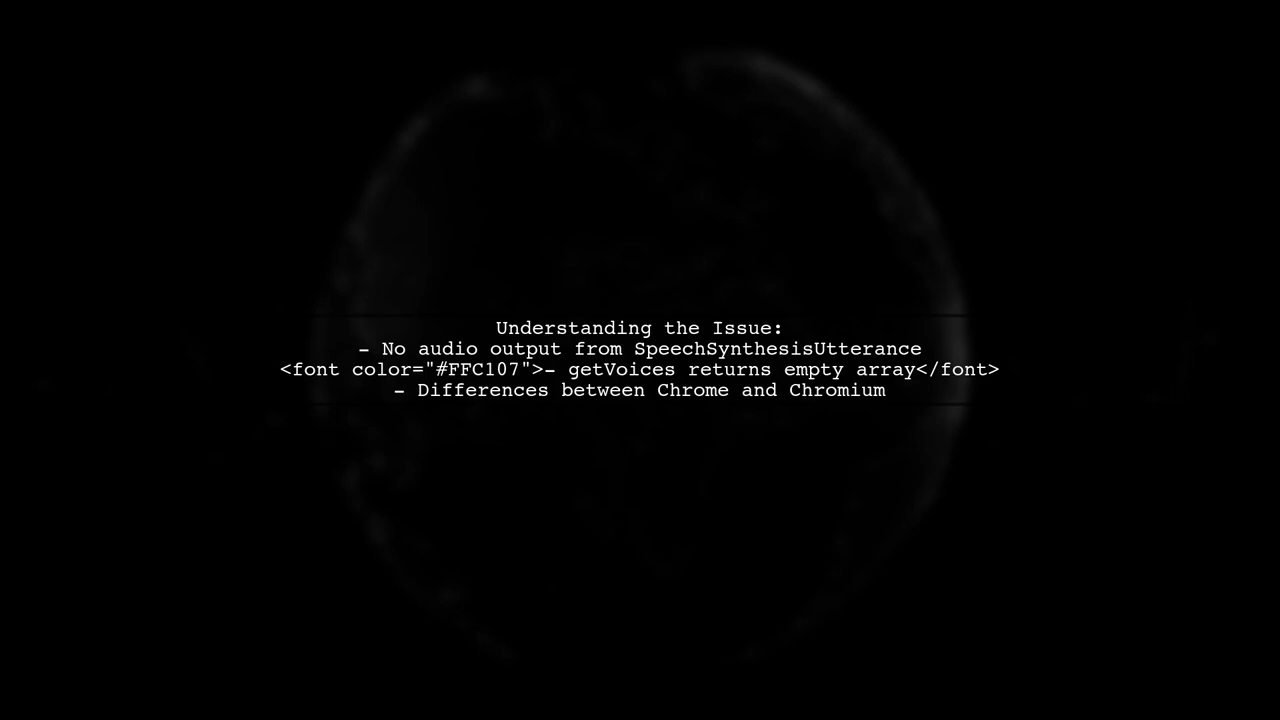 Understanding the Issue:
- No audio output from SpeechSynthesisUtterance
<font color="#FFC107">- getVoices returns empty array</font>
- Differences between Chrome and Chromium